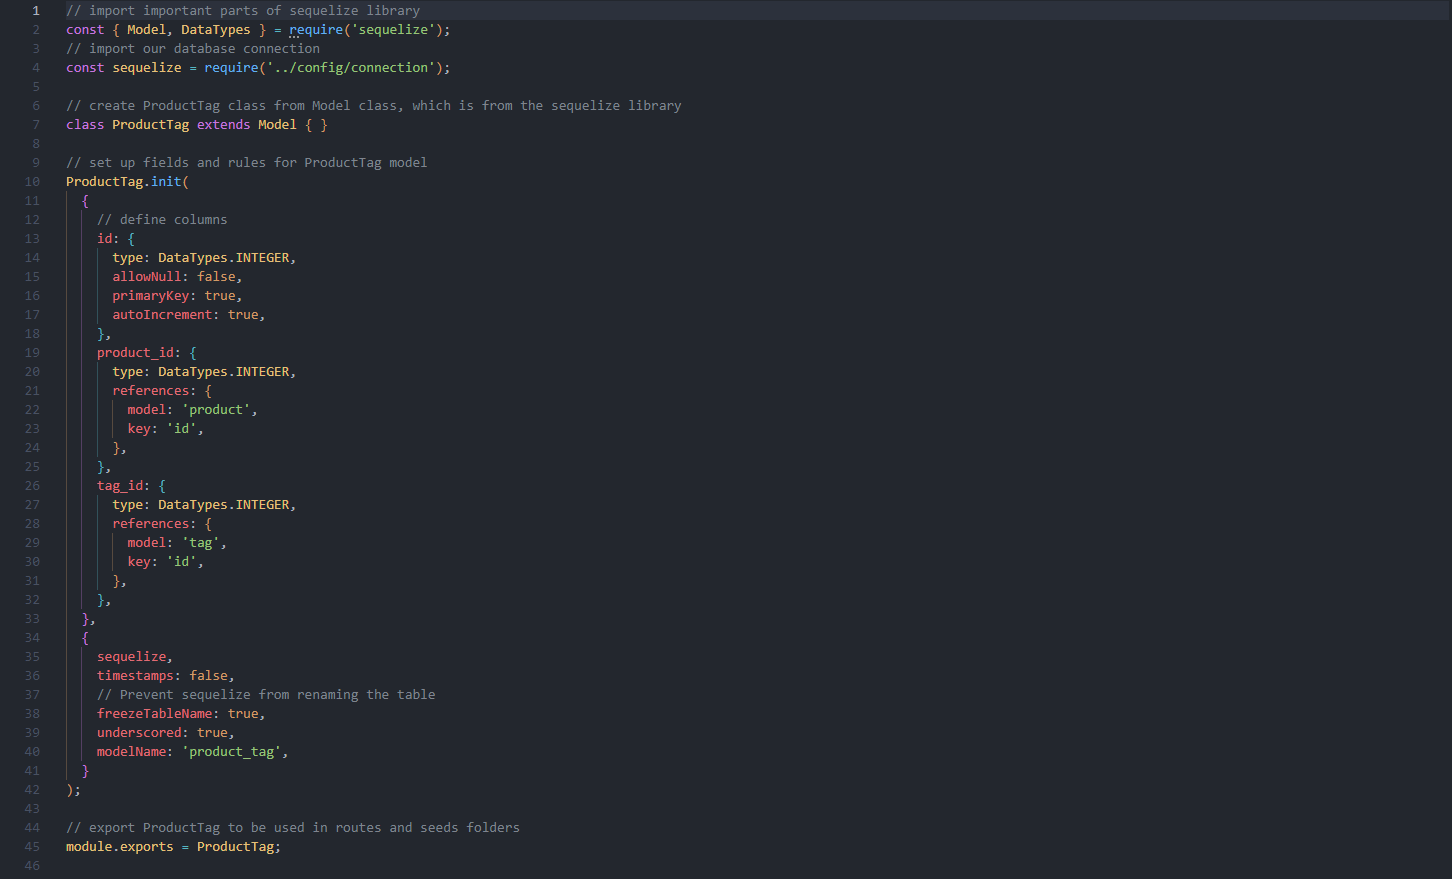 1 // import important parts of sequelize library
2 const { Model, DataTypes } = require('sequelize');
3 // import our database connection
4 const sequelize = require('../config/connection');
5
6 // create ProductTag class from Model class, which is from the sequelize library
7 class ProductTag extends Model { }
8
9 // set up fields and rules for ProductTag model
10 ProductTag.init(
11   {
12     // define columns
13     id: {
14       type: DataTypes.INTEGER,
15       allowNull: false,
16       primaryKey: true,
17       autoIncrement: true,
18     },
19     product_id: {
20       type: DataTypes.INTEGER,
21       references: {
22         model: 'product',
23         key: 'id',
24       },
25     },
26     tag_id: {
27       type: DataTypes.INTEGER,
28       references: {
29         model: 'tag',
30         key: 'id',
31       },
32     },
33   },
34   {
35     sequelize,
36     timestamps: false,
37     // Prevent sequelize from renaming the table
38     freezeTableName: true,
39     underscored: true,
40     modelName: 'product_tag',
41   }
42 );
43
44 // export ProductTag to be used in routes and seeds folders
45 module.exports = ProductTag;
46